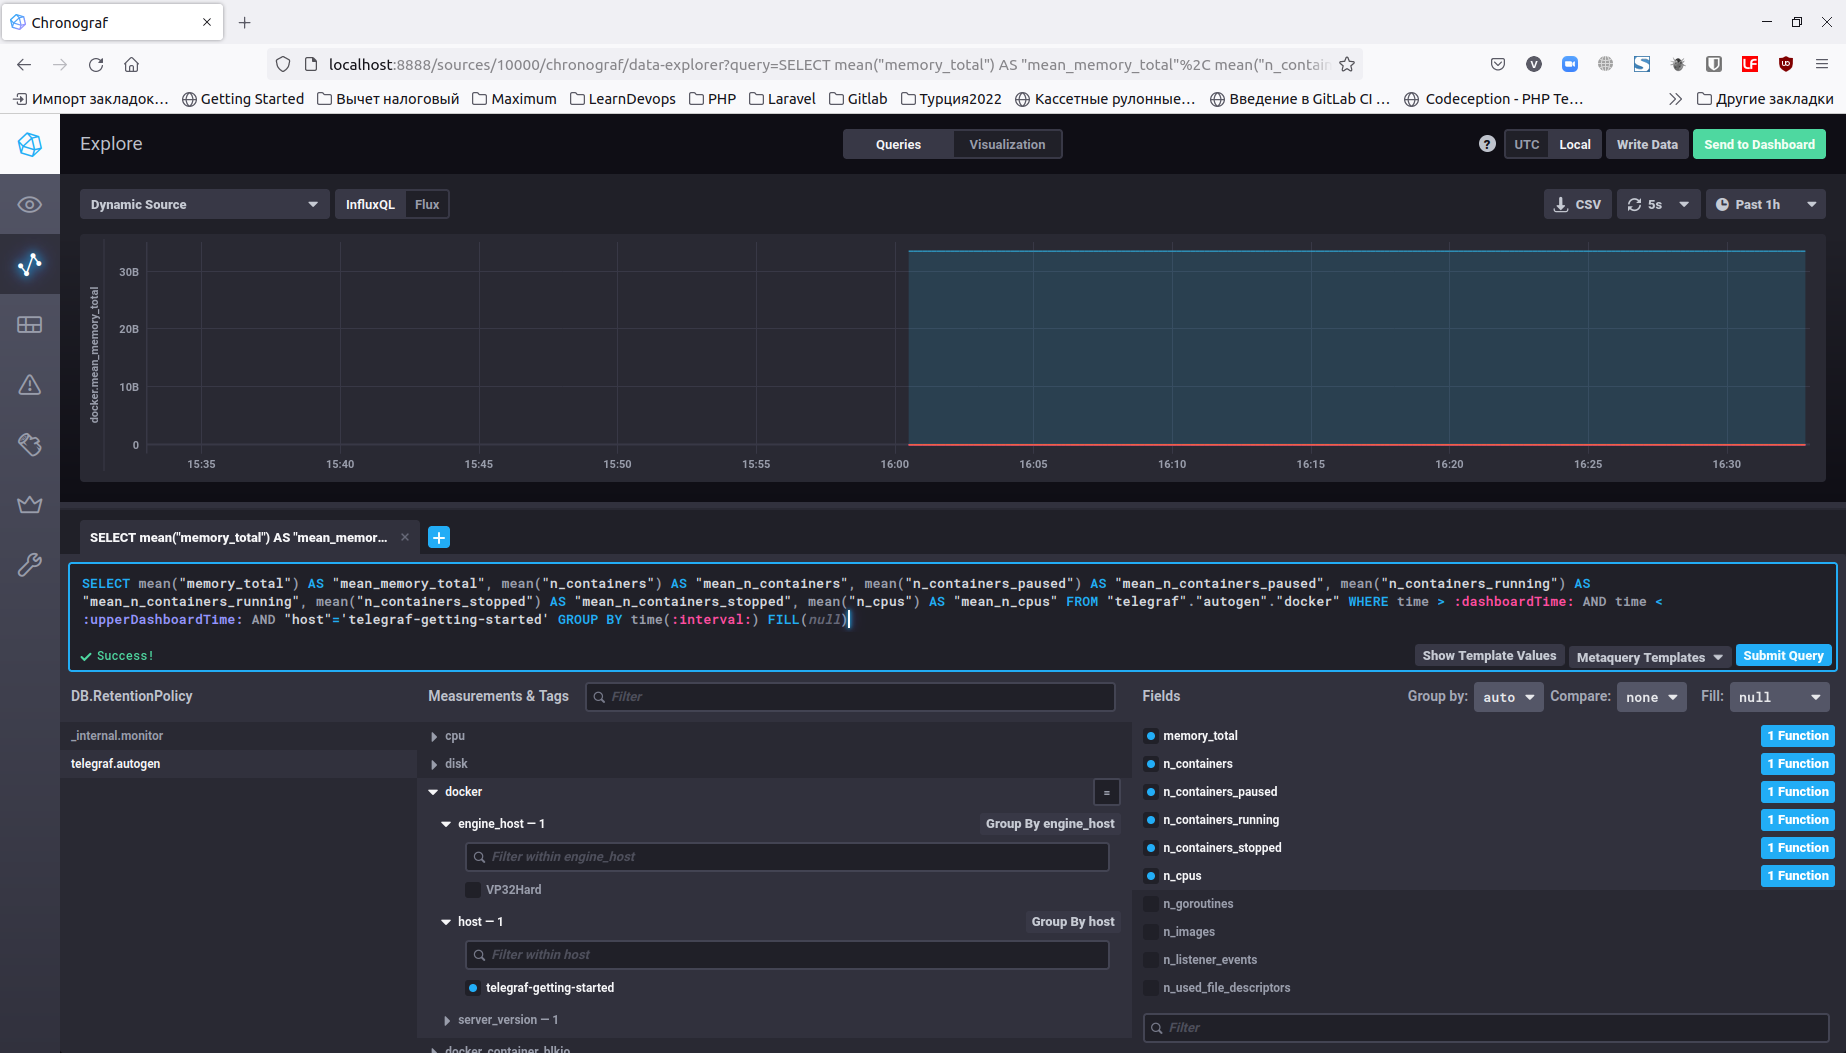 Chronograf
localhost:8888/sources/10000/chronograf/data-explorer?query=SELECT mean("memory_total") AS "mean_memory_total"%2C mean("n_contain
Импорт закладок… Getting Started Вычет налоговый Maximum LearnDevops PHP Laravel Gitlab Турция2022 Кассетные рулонные… Введение в GitLab CI … Codeception - PHP Te… Другие закладки
Explore Queries Visualization ? UTC Local Write Data Send to Dashboard
Dynamic Source InfluxQL Flux CSV 5s Past 1h
docker.mean_memory_total
30B
20B
10B
0
15:35 15:40 15:45 15:50 15:55 16:00 16:05 16:10 16:15 16:20 16:25 16:30
SELECT mean("memory_total") AS "mean_memor...
SELECT mean("memory_total") AS "mean_memory_total", mean("n_containers") AS "mean_n_containers", mean("n_containers_paused") AS "mean_n_containers_paused", mean("n_containers_running") AS
"mean_n_containers_running", mean("n_containers_stopped") AS "mean_n_containers_stopped", mean("n_cpus") AS "mean_n_cpus" FROM "telegraf"."autogen"."docker" WHERE time > :dashboardTime: AND time <
:upperDashboardTime: AND "host"='telegraf-getting-started' GROUP BY time(:interval:) FILL(null)
Success!
Show Template Values Metaquery Templates Submit Query
DB.RetentionPolicy
_internal.monitor
telegraf.autogen
Measurements & Tags Filter
cpu
disk
docker =
engine_host — 1 Group By engine_host
Filter within engine_host
VP32Hard
host — 1 Group By host
Filter within host
telegraf-getting-started
server_version — 1
docker_container_blkio
Fields Group by: auto Compare: none Fill: null
memory_total 1 Function
n_containers 1 Function
n_containers_paused 1 Function
n_containers_running 1 Function
n_containers_stopped 1 Function
n_cpus 1 Function
n_goroutines
n_images
n_listener_events
n_used_file_descriptors
Filter